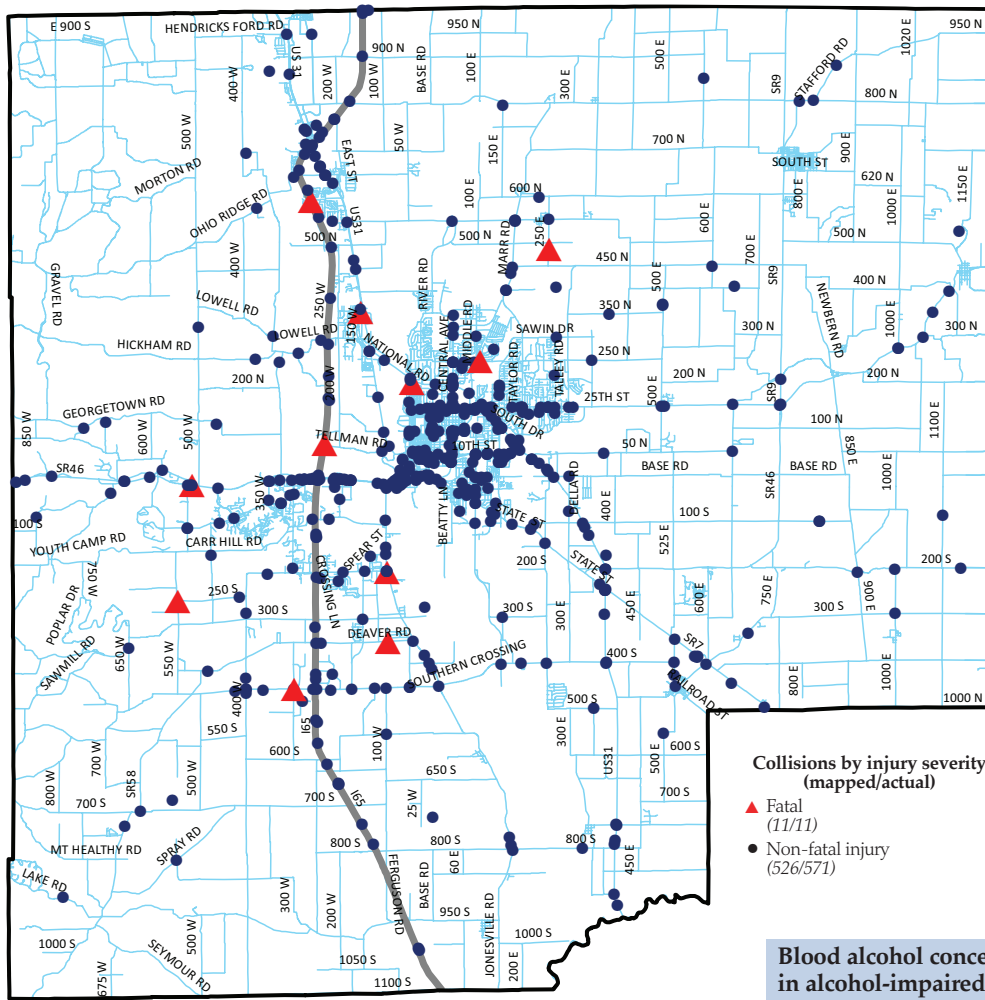 E 900 S
HENDRICKS FORD RD
950 N
1020 E
950 N
US 31
200 W
900 N
100 W
BASE RD
100 E
300 E
500 E
SR9
STAFFORD RD
400 W
800 N
500 W
50 W
150 E
700 N
900 E
SOUTH ST
MORTON RD
EAST ST
620 N
1150 E
OHIO RIDGE RD
US31
100 E
600 N
600 E
800 E
1000 E
500 N
500 N
MARR RD
250 E
700 E
500 N
450 N
400 W
GRAVEL RD
RIVER RD
500 E
SR9
400 N
NEWBERN RD
LOWELL RD
250 W
150 W
350 N
1000 E
LOWELL RD
CENTRAL AVE
MIDDLE RD
SAWIN DR
300 N
300 N
HICKHAM RD
NATIONAL RD
TAYLOR RD
TALLEY RD
250 N
200 N
200 W
200 N
200 N
GEORGETOWN RD
25TH ST
500 E
SR9
850 W
600 W
500 W
SOUTH DR
100 N
1100 E
TELLMAN RD
10TH ST
50 N
850 E
SR46
BASE RD
BASE RD
350 W
BEATTY LN
DELLARD
400 E
SR46
1000 E
100 S
STATE ST
100 S
YOUTH CAMP RD
CARR HILL RD
SPEAR ST
525 E
750 W
CROSSING LN
200 S
STATE ST
200 S
POPLAR DR
250 S
600 E
750 E
900 E
300 S
300 S
300 E
450 E
300 S
DEAVER RD
SAWMILL RD
650 W
550 W
SR7
SOUTHERN CROSSING
400 S
800 E
1000 E
400 W
RAILROAD ST
1000 N
550 S
I65
500 S
600 S
100 W
300 E
US31
500 E
600 S
700 W
650 S
800 W
SR58
500 W
700 S
700 S
I65
25 W
700 S
MT HEALTHY RD
SPRAY RD
800 S
800 S
60 E
800 S
450 E
LAKE RD
300 W
200 W
FERGUSON RD
BASE RD
JONESVILLE RD
950 S
1000 S
500 W
1000 S
200 E
SEYMOUR RD
1050 S
675 W
1100 S
Collisions by injury severity
(mapped/actual)
Fatal
(11/11)
Non-fatal injury
(526/571)
Blood alcohol conce
in alcohol-impaired